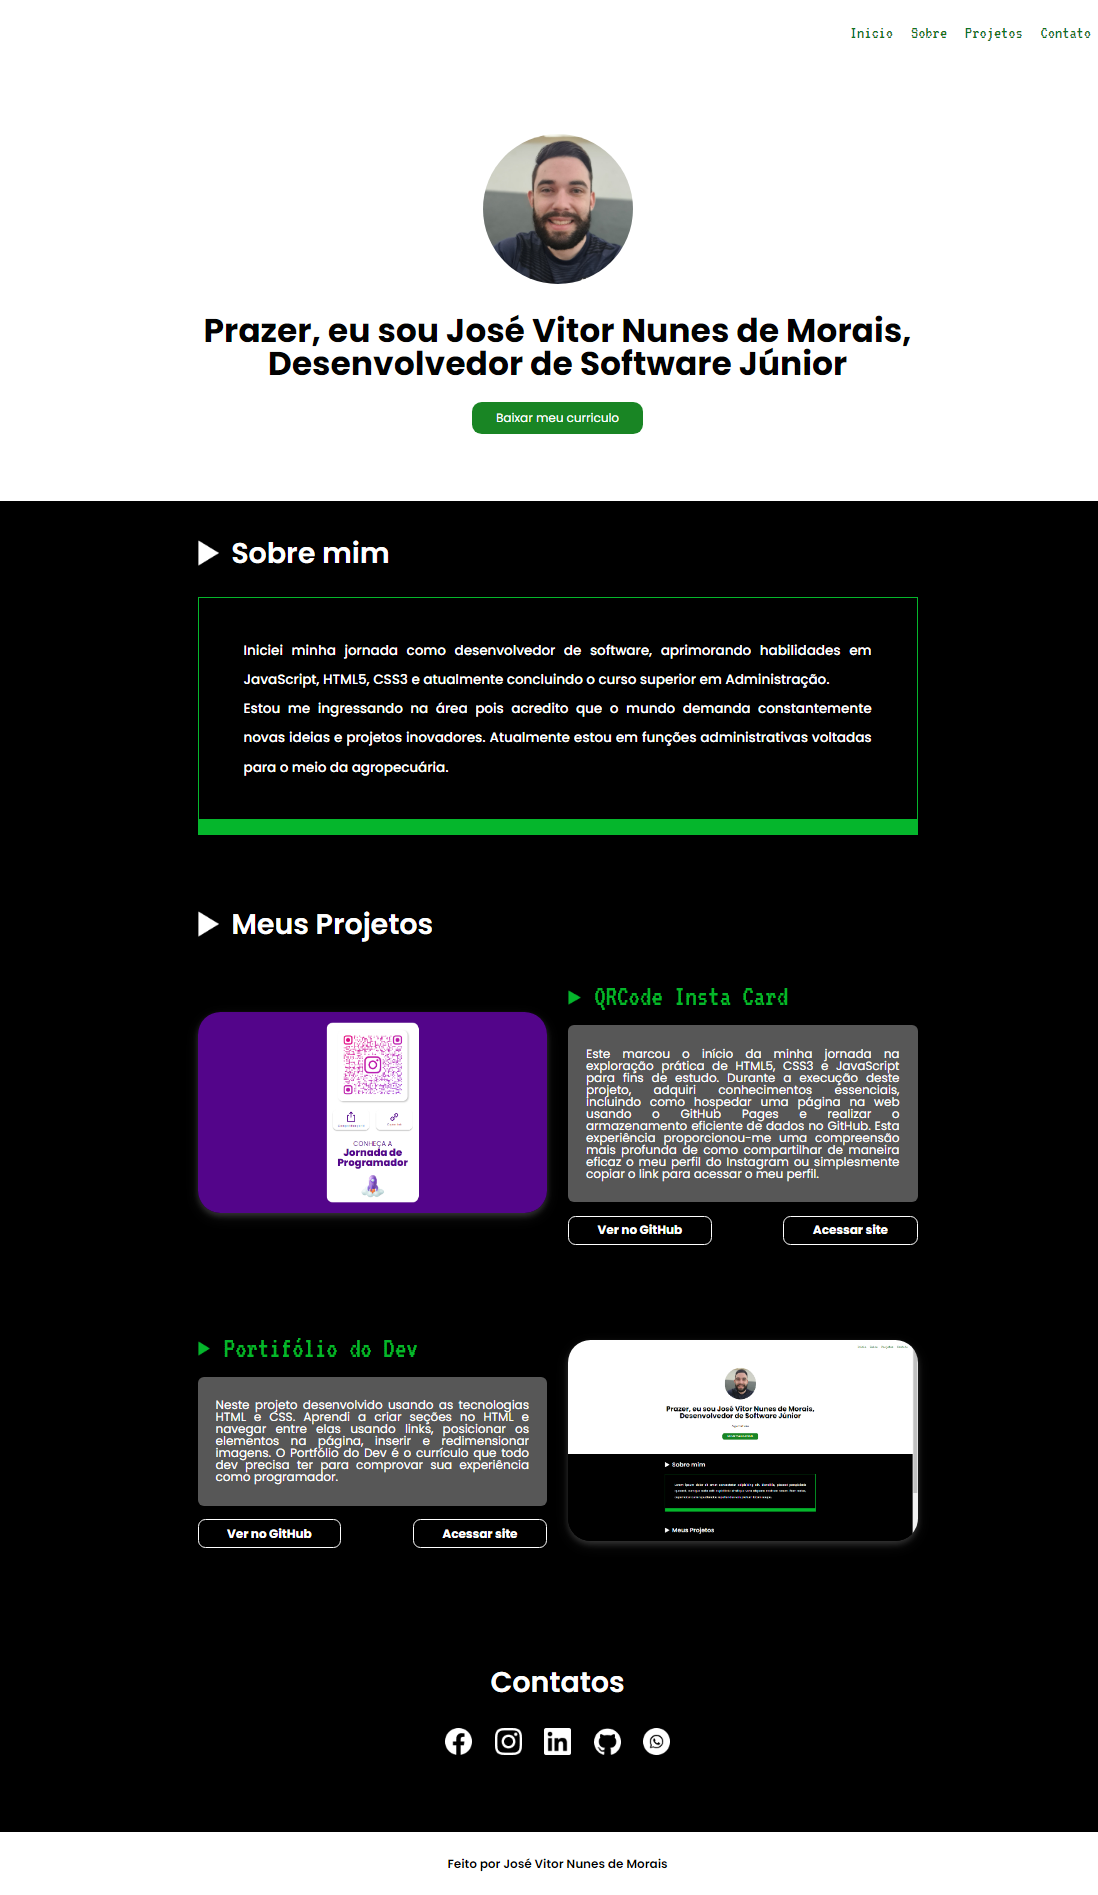 Inicio Sobre Projetos Contato
Prazer, eu sou José Vitor Nunes de Morais,
Desenvolvedor de Software Júnior
Baixar meu curriculo
Sobre mim
Iniciei minha jornada como desenvolvedor de software, aprimorando habilidades em
JavaScript, HTML5, CSS3 e atualmente concluindo o curso superior em Administração.
Estou me ingressando na área pois acredito que o mundo demanda constantemente
novas ideias e projetos inovadores. Atualmente estou em funções administrativas voltadas
para o meio da agropecuária.
Meus Projetos
CONHEÇA A
Jornada de
Programador
QRCode Insta Card
Este marcou o início da minha jornada na
exploração prática de HTML5, CSS3 e JavaScript
para fins de estudo. Durante a execução deste
projeto, adquiri conhecimentos essenciais,
incluindo como hospedar uma página na web
usando o GitHub Pages e realizar o
armazenamento eficiente de dados no GitHub. Esta
experiência proporcionou-me uma compreensão
mais profunda de como compartilhar de maneira
eficaz o meu perfil do Instagram ou simplesmente
copiar o link para acessar o meu perfil.
Ver no GitHub Acessar site
Portifólio do Dev
Neste projeto desenvolvido usando as tecnologias
HTML e CSS. Aprendi a criar seções no HTML e
navegar entre elas usando links, posicionar os
elementos na página, inserir e redimensionar
imagens. O Portfólio do Dev é o currículo que todo
dev precisa ter para comprovar sua experiência
como programador.
Ver no GitHub Acessar site
Prazer, eu sou José Vitor Nunes de Morais,
Desenvolvedor de Software Júnior
Sobre mim
Meus Projetos
Contatos
Feito por José Vitor Nunes de Morais